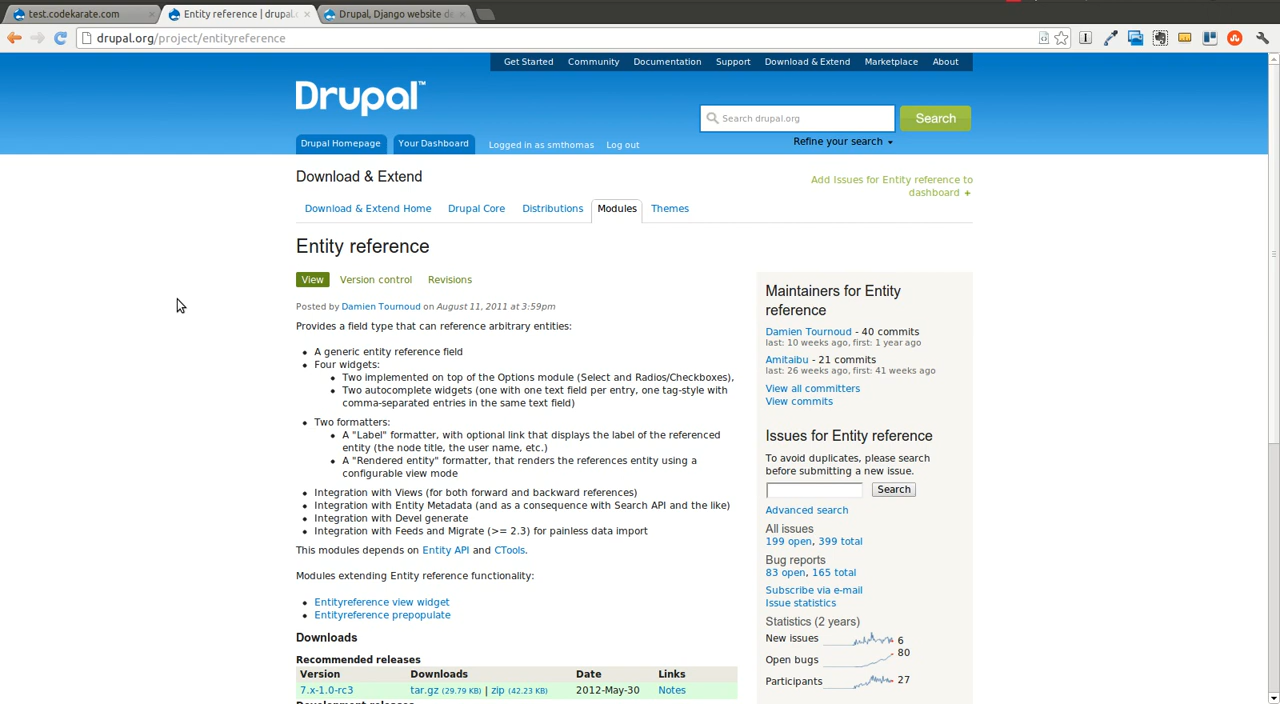 test.codekarate.com
Entity reference | drupal.o
Drupal, Django website de
drupal.org/project/entityreference
Get Started Community Documentation Support Download & Extend Marketplace About
Drupal™
Search drupal.org
Search
Refine your search
Drupal Homepage Your Dashboard Logged in as smthomas Log out
Download & Extend
Add Issues for Entity reference to
dashboard +
Download & Extend Home Drupal Core Distributions Modules Themes
Entity reference
View Version control Revisions
Posted by Damien Tournoud on August 11, 2011 at 3:59pm
Provides a field type that can reference arbitrary entities:
A generic entity reference field
Four widgets:
Two implemented on top of the Options module (Select and Radios/Checkboxes),
Two autocomplete widgets (one with one text field per entry, one tag-style with
comma-separated entries in the same text field)
Two formatters:
A "Label" formatter, with optional link that displays the label of the referenced
entity (the node title, the user name, etc.)
A "Rendered entity" formatter, that renders the references entity using a
configurable view mode
Integration with Views (for both forward and backward references)
Integration with Entity Metadata (and as a consequence with Search API and the like)
Integration with Devel generate
Integration with Feeds and Migrate (>= 2.3) for painless data import
This modules depends on Entity API and CTools.
Modules extending Entity reference functionality:
Entityreference view widget
Entityreference prepopulate
Downloads
Recommended releases
Version Downloads Date Links
7.x-1.0-rc3 tar.gz (29.79 KB) | zip (42.23 KB) 2012-May-30 Notes
Maintainers for Entity
reference
Damien Tournoud - 40 commits
last: 10 weeks ago, first: 1 year ago
Amitaibu - 21 commits
last: 26 weeks ago, first: 41 weeks ago
View all committers
View commits
Issues for Entity reference
To avoid duplicates, please search
before submitting a new issue.
Search
Advanced search
All issues
199 open, 399 total
Bug reports
83 open, 165 total
Subscribe via e-mail
Issue statistics
Statistics (2 years)
New issues 6
Open bugs 80
Participants 27